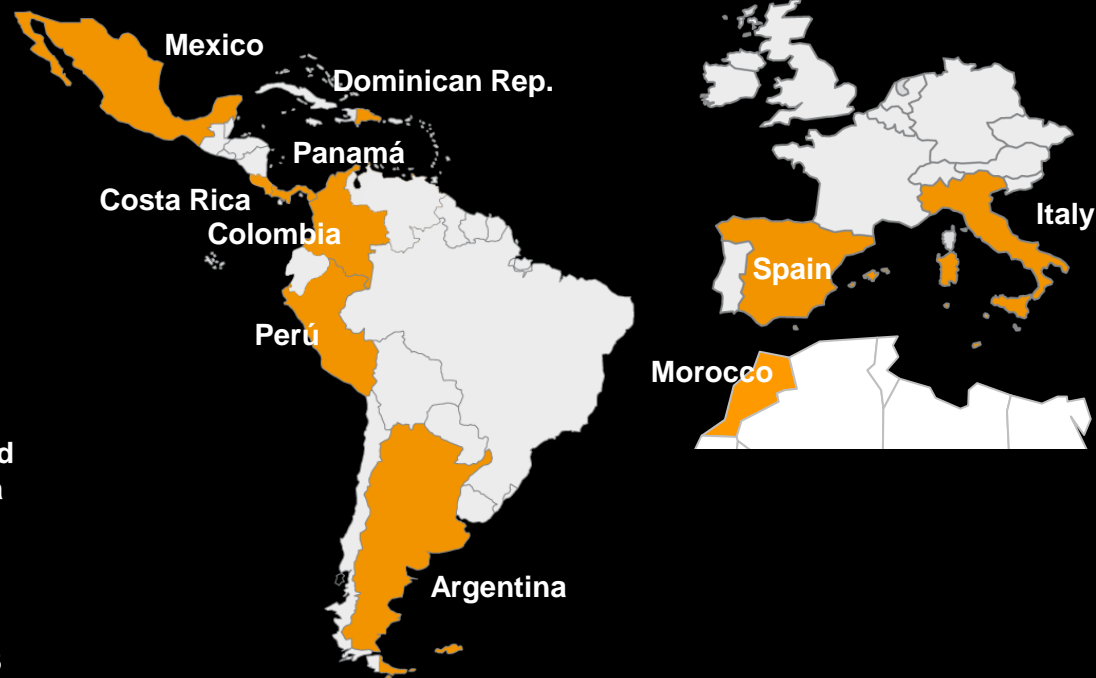 Mexico
Dominican Rep.
Panamá
Costa Rica
Colombia
Perú
Argentina
Italy
Spain
Morocco